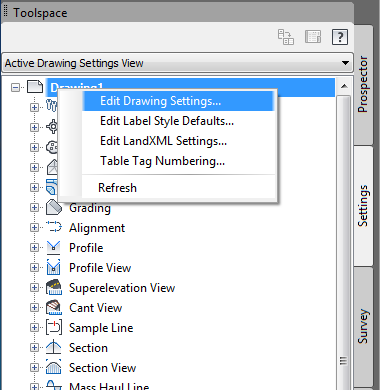 Toolspace
?
Active Drawing Settings View
Drawing1
Edit Drawing Settings...
Edit Label Style Defaults...
Edit LandXML Settings...
Table Tag Numbering...
Refresh
Grading
Alignment
Profile
Profile View
Superelevation View
Cant View
Sample Line
Section
Section View
Mass Haul Line
Prospector
Settings
Survey